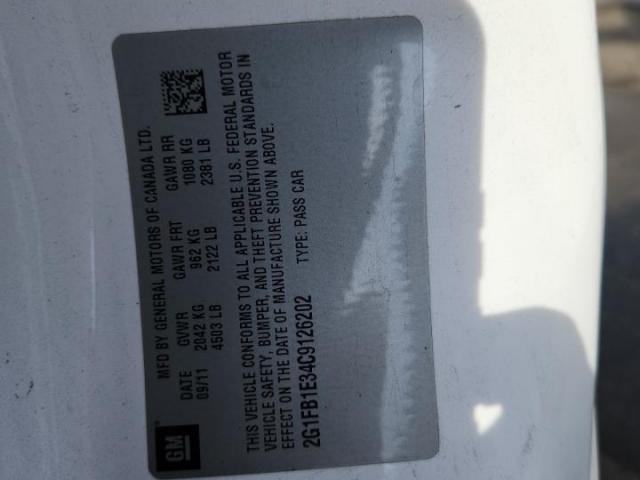 GM
MFD BY GENERAL MOTORS OF CANADA LTD.
DATE GVWR GAWR FRT GAWR RR
09/11 2042 KG 962 KG 1080 KG
4503 LB 2122 LB 2381 LB
THIS VEHICLE CONFORMS TO ALL APPLICABLE U.S. FEDERAL MOTOR
VEHICLE SAFETY, BUMPER, AND THEFT PREVENTION STANDARDS IN
EFFECT ON THE DATE OF MANUFACTURE SHOWN ABOVE.
2G1FB1E34C9126202 TYPE: PASS CAR